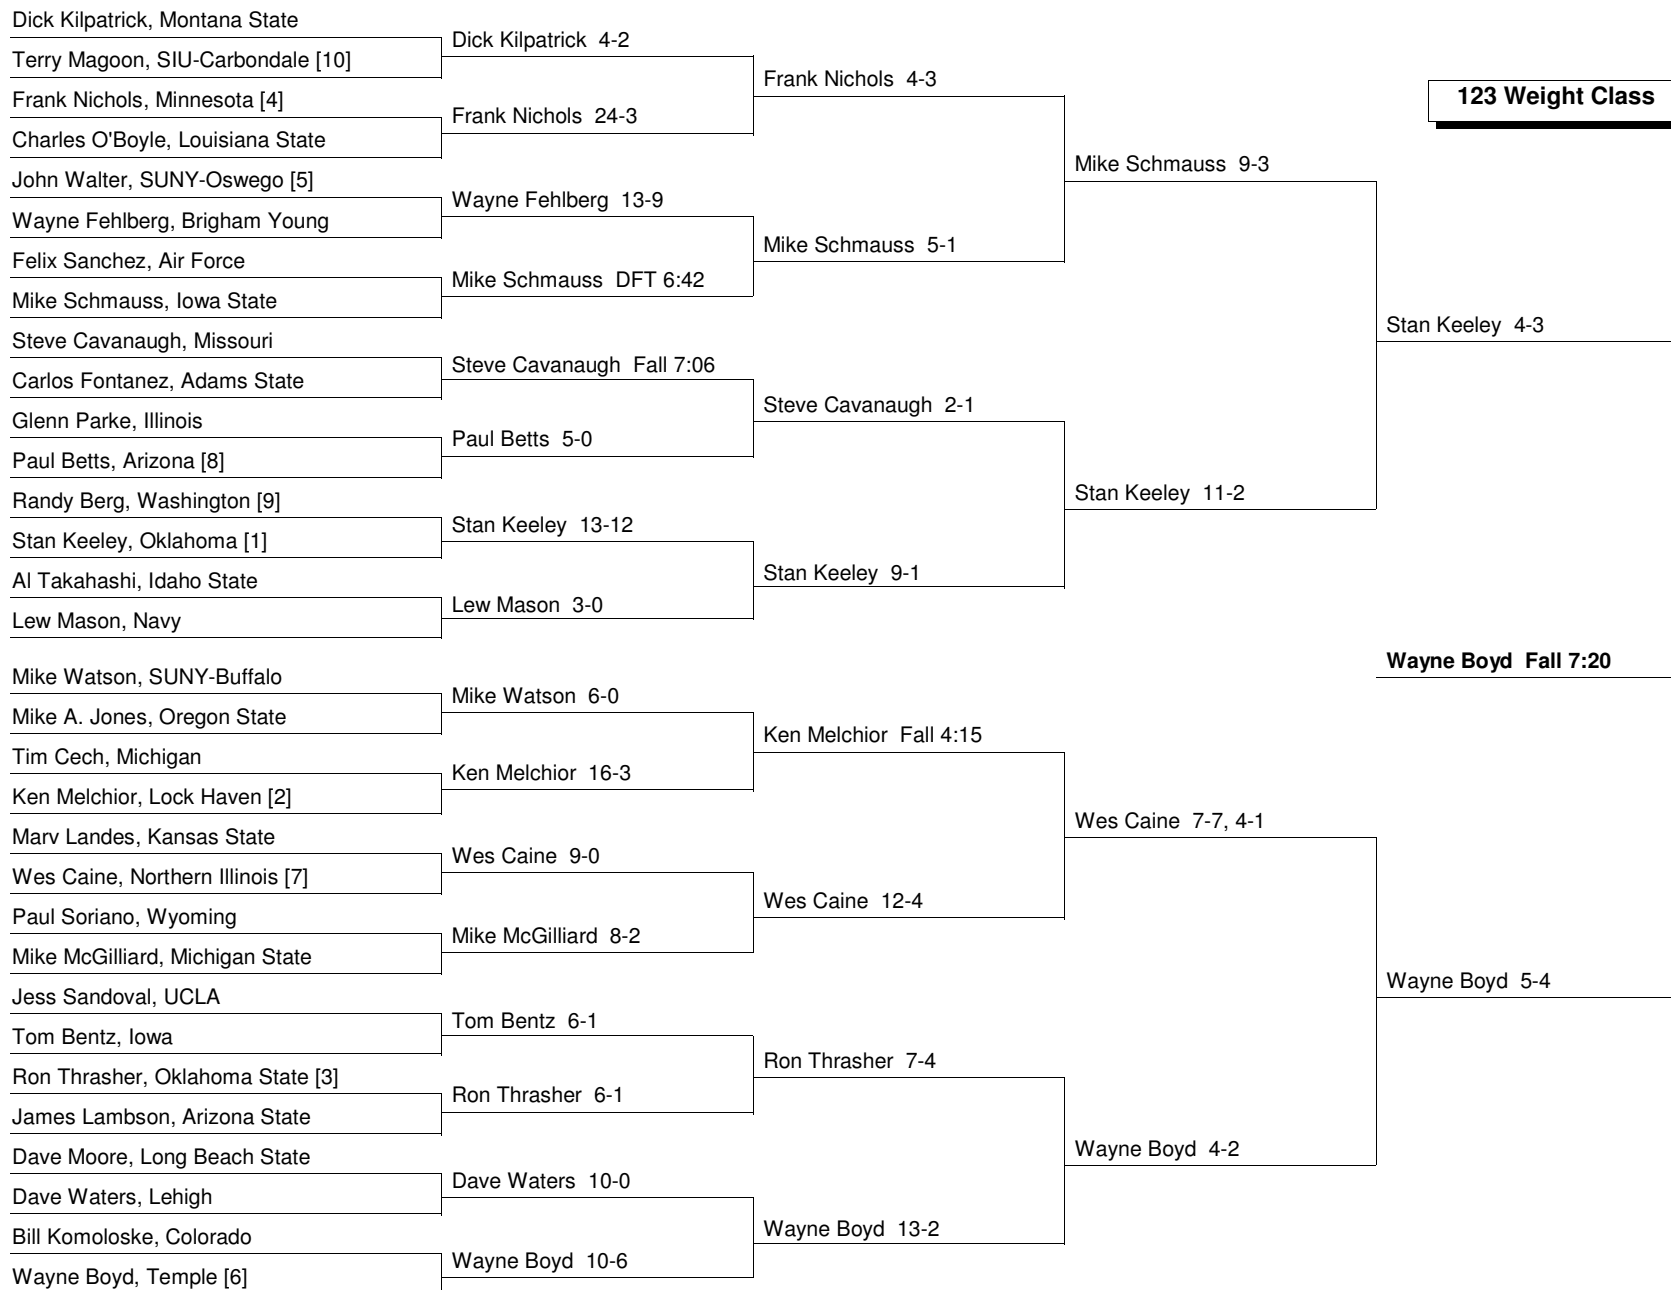 Dick Kilpatrick, Montana State
Terry Magoon, SIU-Carbondale [10]
Frank Nichols, Minnesota [4]
Charles O'Boyle, Louisiana State
John Walter, SUNY-Oswego [5]
Wayne Fehlberg, Brigham Young
Felix Sanchez, Air Force
Mike Schmauss, Iowa State
Steve Cavanaugh, Missouri
Carlos Fontanez, Adams State
Glenn Parke, Illinois
Paul Betts, Arizona [8]
Randy Berg, Washington [9]
Stan Keeley, Oklahoma [1]
Al Takahashi, Idaho State
Lew Mason, Navy
Mike Watson, SUNY-Buffalo
Mike A. Jones, Oregon State
Tim Cech, Michigan
Ken Melchior, Lock Haven [2]
Marv Landes, Kansas State
Wes Caine, Northern Illinois [7]
Paul Soriano, Wyoming
Mike McGilliard, Michigan State
Jess Sandoval, UCLA
Tom Bentz, Iowa
Ron Thrasher, Oklahoma State [3]
James Lambson, Arizona State
Dave Moore, Long Beach State
Dave Waters, Lehigh
Bill Komoloske, Colorado
Wayne Boyd, Temple [6]
Dick Kilpatrick 4-2
Frank Nichols 24-3
Wayne Fehlberg 13-9
Mike Schmauss DFT 6:42
Steve Cavanaugh Fall 7:06
Paul Betts 5-0
Stan Keeley 13-12
Lew Mason 3-0
Mike Watson 6-0
Ken Melchior 16-3
Wes Caine 9-0
Mike McGilliard 8-2
Tom Bentz 6-1
Ron Thrasher 6-1
Dave Waters 10-0
Wayne Boyd 10-6
Frank Nichols 4-3
Mike Schmauss 5-1
Steve Cavanaugh 2-1
Stan Keeley 9-1
Ken Melchior Fall 4:15
Wes Caine 12-4
Ron Thrasher 7-4
Wayne Boyd 13-2
Mike Schmauss 9-3
Stan Keeley 11-2
Wes Caine 7-7, 4-1
Wayne Boyd 4-2
123 Weight Class
Stan Keeley 4-3
Wayne Boyd Fall 7:20
Wayne Boyd 5-4